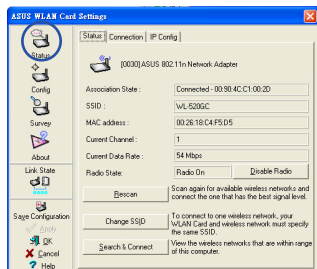 ASUS WLAN Card Settings
Status
Config
Survey
About
Link State
Save Configuration
Apply
OK
Cancel
Help
Status Connection IP Config
[0030]ASUS 802.11n Network Adapter
Association State : Connected - 00:90:4C:C1:00:2D
SSID : WL-520GC
MAC address : 00:26:18:C4:F5:D5
Current Channel : 1
Current Data Rate : 54 Mbps
Radio State: Radio On Disable Radio
Rescan
Scan again for available wireless networks and
connect the one that has the best signal level.
Change SSID
To connect to one wireless network, your
WLAN Card and wireless network must specify
the same SSID.
Search & Connect
View the wireless networks that are within range
of this computer.